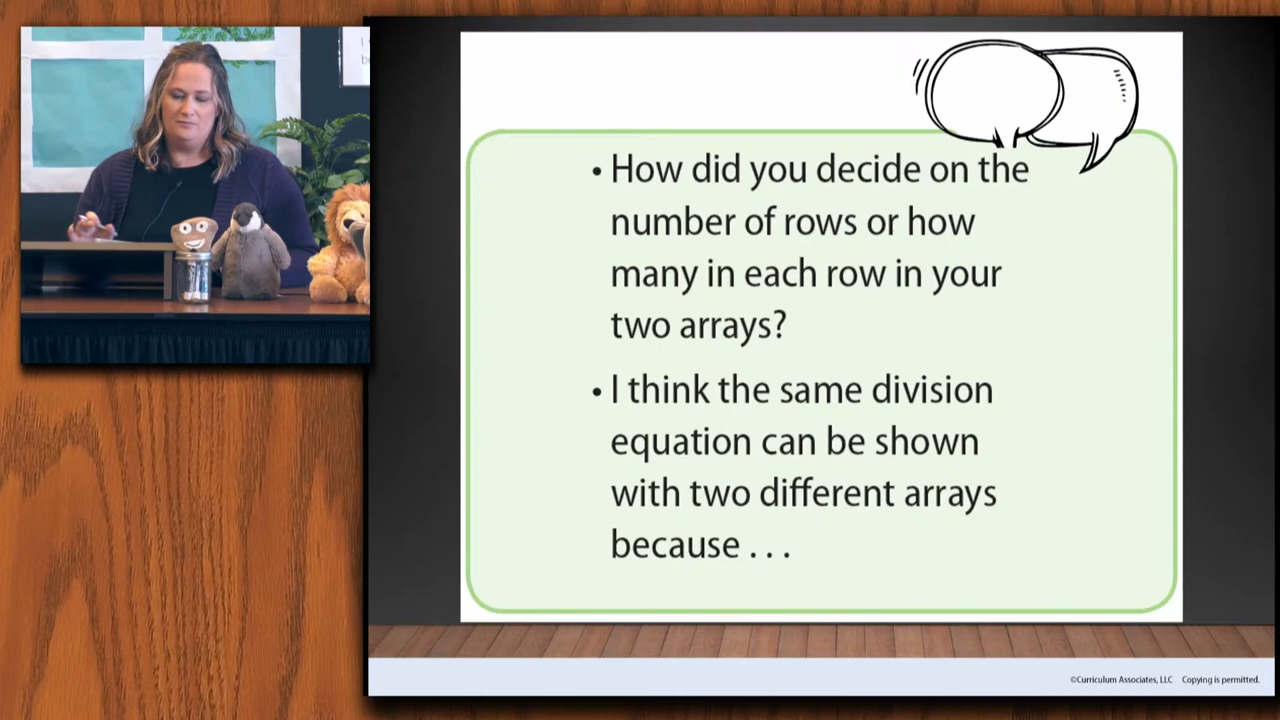 • How did you decide on the
number of rows or how
many in each row in your
two arrays?
• I think the same division
equation can be shown
with two different arrays
because . . .
©Curriculum Associates, LLC Copying is permitted.